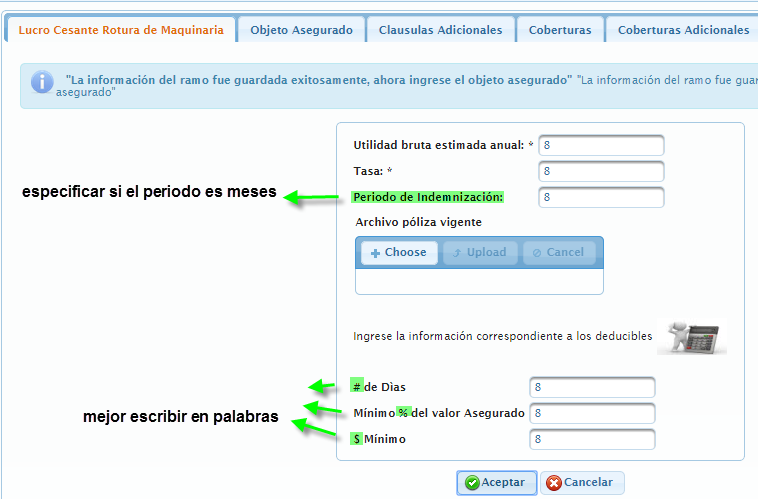 Lucro Cesante Rotura de Maquinaria Objeto Asegurado Clausulas Adicionales Coberturas Coberturas Adicionales
"La información del ramo fue guardada exitosamente, ahora ingrese el objeto asegurado" "La información del ramo fue
asegurado"
Utilidad bruta estimada anual: * 8
Tasa: * 8
especificar si el periodo es meses
Periodo de Indemnización: 8
Archivo póliza vigente
Choose Upload Cancel
Ingrese la información correspondiente a los deducibles
# de Dìas 8
Mínimo % del valor Asegurado 8
mejor escribir en palabras
$ Mínimo 8
Aceptar Cancelar